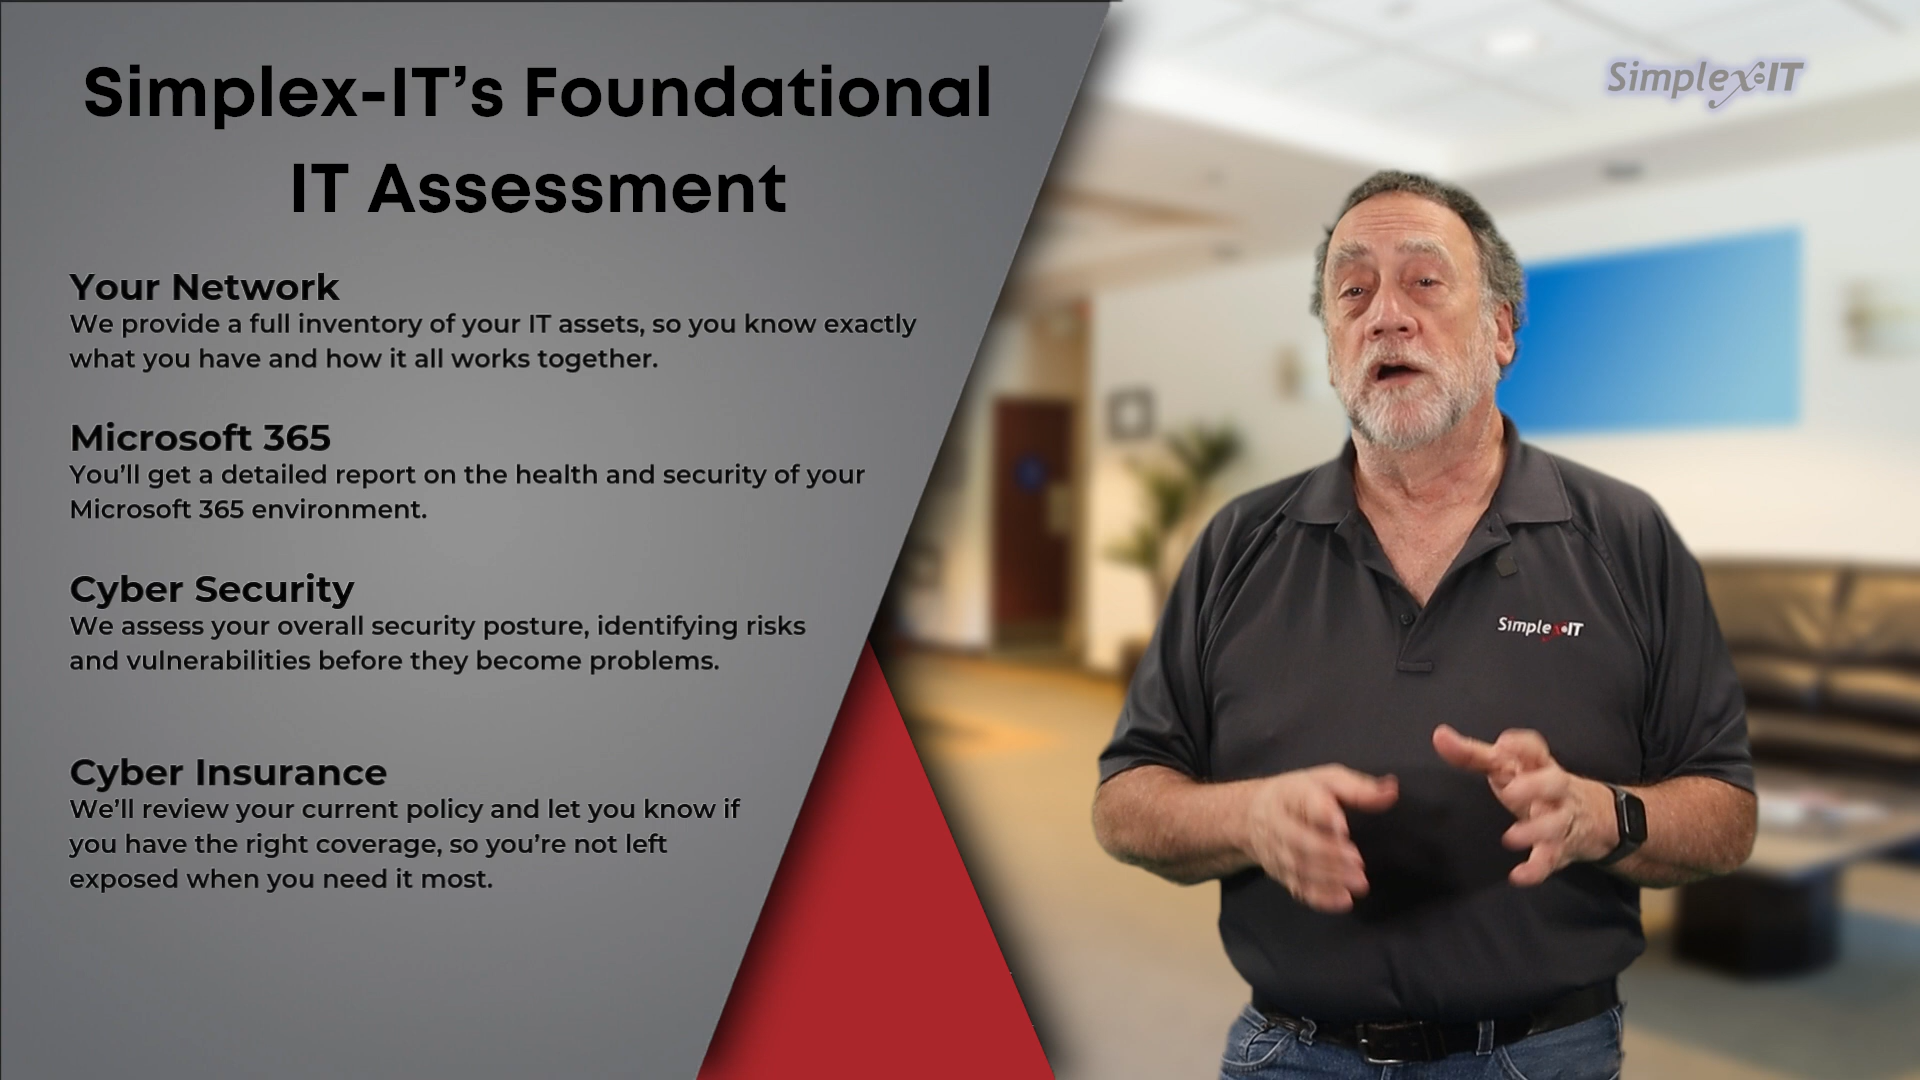 Simplex-IT’s Foundational
IT Assessment
Your Network
We provide a full inventory of your IT assets, so you know exactly
what you have and how it all works together.
Microsoft 365
You’ll get a detailed report on the health and security of your
Microsoft 365 environment.
Cyber Security
We assess your overall security posture, identifying risks
and vulnerabilities before they become problems.
Cyber Insurance
We’ll review your current policy and let you know if
you have the right coverage, so you’re not left
exposed when you need it most.
Simplex-IT
Simplex-IT